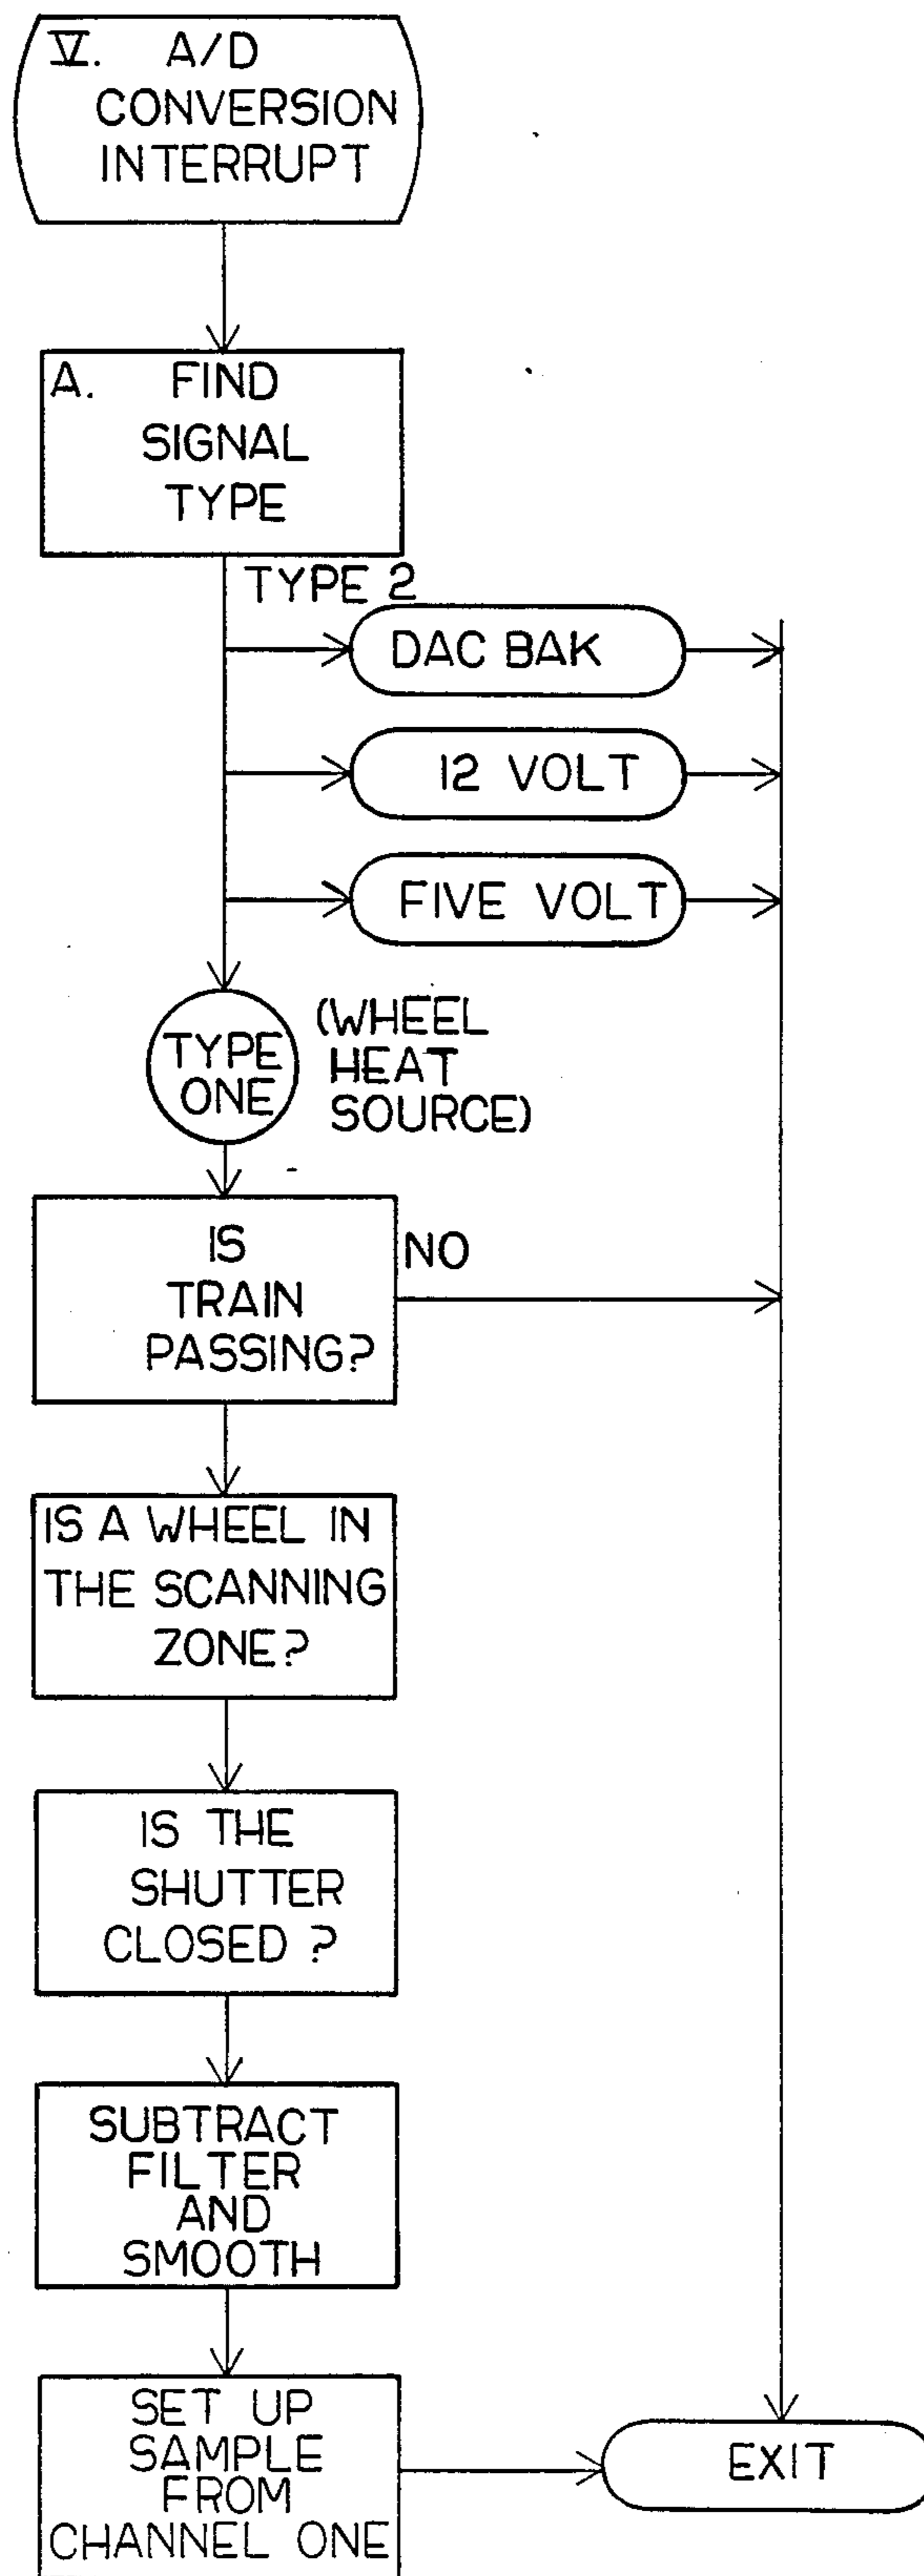 V. A/D
CONVERSION
INTERRUPT
A. FIND
SIGNAL
TYPE
TYPE 2
DAC BAK
12 VOLT
FIVE VOLT
TYPE
ONE
(WHEEL
HEAT
SOURCE)
IS
TRAIN
PASSING?
NO
IS A WHEEL IN
THE SCANNING
ZONE?
IS THE
SHUTTER
CLOSED ?
SUBTRACT
FILTER
AND
SMOOTH
SET UP
SAMPLE
FROM
CHANNEL ONE
EXIT